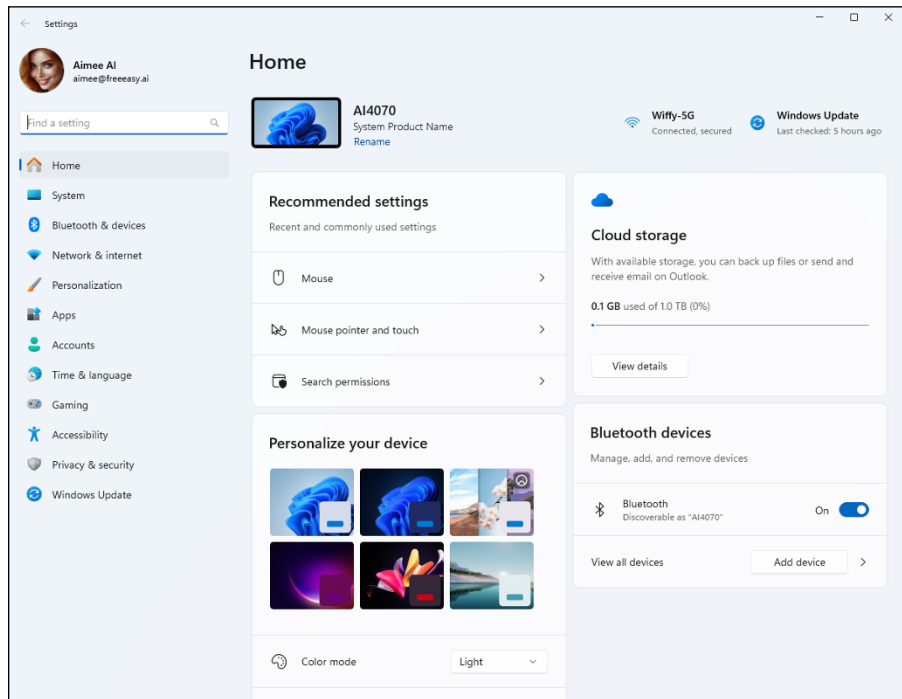 Settings
Aimee AI
aimee@freeeasy.ai
Find a setting
Home
System
Bluetooth & devices
Network & internet
Personalization
Apps
Accounts
Time & language
Gaming
Accessibility
Privacy & security
Windows Update
Home
AI4070
System Product Name
Rename
Wiffy-5G
Connected, secured
Windows Update
Last checked: 5 hours ago
Recommended settings
Recent and commonly used settings
Mouse
Mouse pointer and touch
Search permissions
Personalize your device
Color mode
Light
Cloud storage
With available storage, you can back up files or send and
receive email on Outlook.
0.1 GB used of 1.0 TB (0%)
View details
Bluetooth devices
Manage, add, and remove devices
Bluetooth
Discoverable as "AI4070"
On
View all devices
Add device